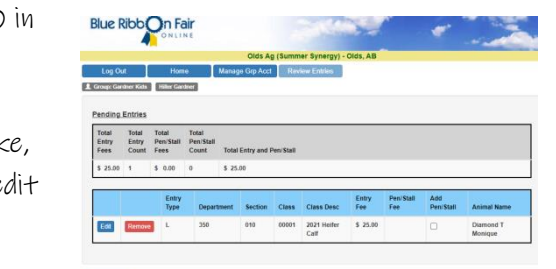 O in
ke,
edit
Blue Ribbon Fair
ONLINE
Olds Ag (Summer Synergy) - Olds, AB
Log Out Home Manage Grp Acct Review Entries
Group: Gardner Kids Hiller Gardner
Pending Entries
Total Entry Fees Total Entry Count Total Pen/Stall Fees Total Pen/Stall Count Total Entry and Pen/Stall
$ 25.00 1 $ 0.00 0 $ 25.00
Entry Type Department Section Class Class Desc Entry Fee Pen/Stall Fee Add Pen/Stall Animal Name
Edit Remove L 350 010 00001 2021 Heifer Calf $ 25.00 Diamond T Monique